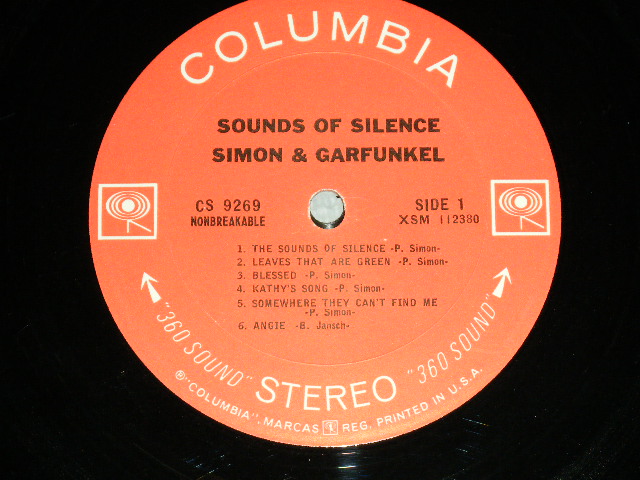 COLUMBIA
SOUNDS OF SILENCE
SIMON & GARFUNKEL
CS 9269
NONBREAKABLE
SIDE 1
XSM 112380
1. THE SOUNDS OF SILENCE -P. Simon-
2. LEAVES THAT ARE GREEN -P. Simon-
3. BLESSED -P. Simon-
4. KATHY'S SONG -P. Simon-
5. SOMEWHERE THEY CAN'T FIND ME
-P. Simon-
6. ANGIE -B. Jansch-
"360 SOUND" STEREO "360 SOUND"
®"COLUMBIA", MARCAS REG. PRINTED IN U.S.A.